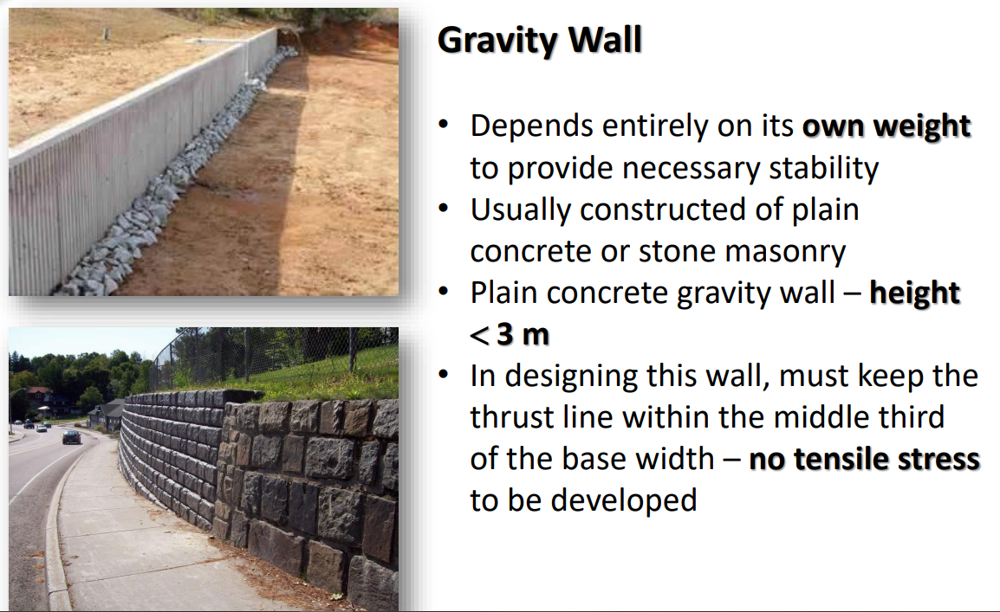 Gravity Wall
• Depends entirely on its own weight
to provide necessary stability
• Usually constructed of plain
concrete or stone masonry
• Plain concrete gravity wall – height
< 3 m
• In designing this wall, must keep the
thrust line within the middle third
of the base width – no tensile stress
to be developed